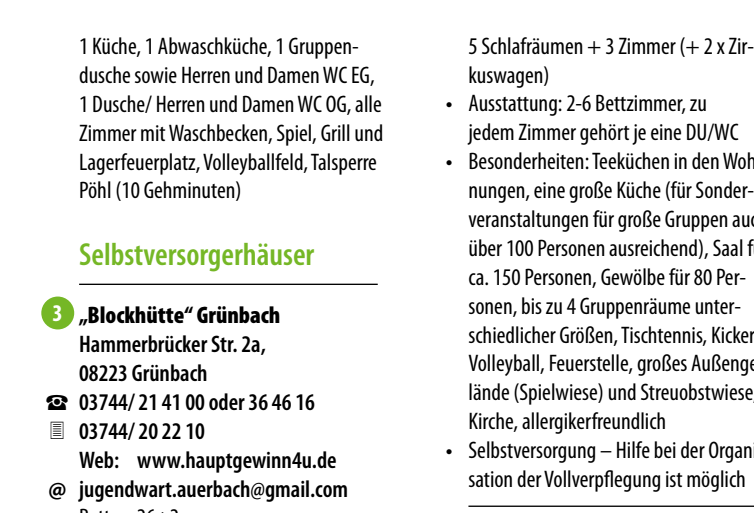 1 Küche, 1 Abwaschküche, 1 Gruppen-
dusche sowie Herren und Damen WC EG,
1 Dusche/ Herren und Damen WC OG, alle
Zimmer mit Waschbecken, Spiel, Grill und
Lagerfeuerplatz, Volleyballfeld, Talsperre
Pöhl (10 Gehminuten)
Selbstversorgerhäuser
3 „Blockhütte“ Grünbach
Hammerbrücker Str. 2a,
08223 Grünbach
☎ 03744/ 21 41 00 oder 36 46 16
03744/ 20 22 10
Web: www.hauptgewinn4u.de
@ jugendwart.auerbach@gmail.com
5 Schlafräumen + 3 Zimmer (+ 2 x Zir-
kuswagen)
• Ausstattung: 2-6 Bettzimmer, zu
jedem Zimmer gehört je eine DU/WC
• Besonderheiten: Teeküchen in den Woh
nungen, eine große Küche (für Sonder-
veranstaltungen für große Gruppen auc
über 100 Personen ausreichend), Saal f
ca. 150 Personen, Gewölbe für 80 Per-
sonen, bis zu 4 Gruppenräume unter-
schiedlicher Größen, Tischtennis, Kicker
Volleyball, Feuerstelle, großes Außenge
lände (Spielwiese) und Streuobstwiese,
Kirche, allergikerfreundlich
• Selbstversorgung – Hilfe bei der Organi
sation der Vollverpflegung ist möglich